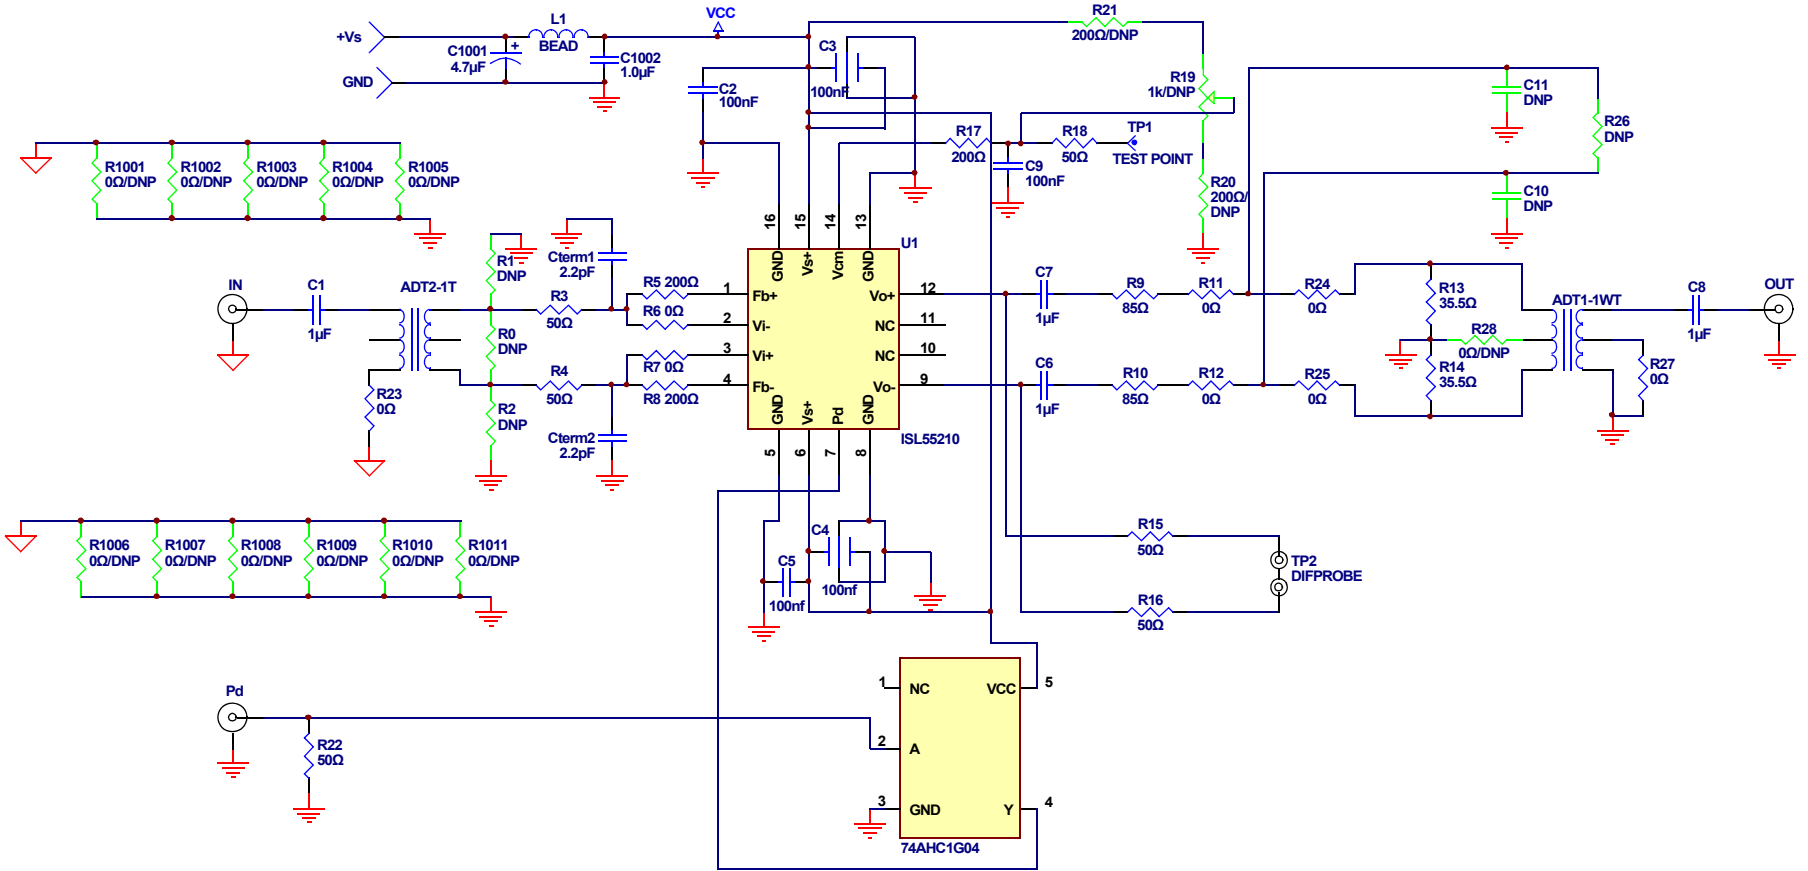 +Vs
GND
C1001
4.7µF
+
L1
BEAD
C1002
1.0µF
VCC
C2
100nF
C3
100nF
R21
200Ω/DNP
R19
1k/DNP
R20
200Ω/
DNP
R17
200Ω
R18
50Ω
TP1
TEST POINT
C9
100nF
C11
DNP
R26
DNP
C10
DNP
R1001
0Ω/DNP
R1002
0Ω/DNP
R1003
0Ω/DNP
R1004
0Ω/DNP
R1005
0Ω/DNP
IN
C1
1µF
ADT2-1T
R23
0Ω
R1
DNP
R0
DNP
R2
DNP
R3
50Ω
R4
50Ω
Cterm1
2.2pF
Cterm2
2.2pF
R5 200Ω
R6 0Ω
R7 0Ω
R8 200Ω
U1
16
15
14
13
GND
Vs+
Vcm
GND
1
Fb+
2
Vi-
3
Vi+
4
Fb-
12
Vo+
11
NC
10
NC
9
Vo-
GND
Vs+
Pd
GND
5
6
7
8
ISL55210
C7
1µF
C6
1µF
R9
85Ω
R10
85Ω
R11
0Ω
R12
0Ω
R24
0Ω
R25
0Ω
R13
35.5Ω
R28
0Ω/DNP
R14
35.5Ω
ADT1-1WT
R27
0Ω
C8
1µF
OUT
R15
50Ω
R16
50Ω
TP2
DIFPROBE
C4
100nf
C5
100nf
R1006
0Ω/DNP
R1007
0Ω/DNP
R1008
0Ω/DNP
R1009
0Ω/DNP
R1010
0Ω/DNP
R1011
0Ω/DNP
Pd
R22
50Ω
1
NC
VCC
5
2
A
3
GND
Y
4
74AHC1G04